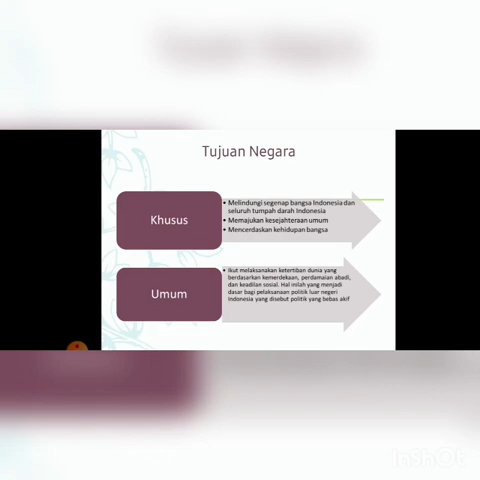 Tujuan Negara
Khusus
• Melindungi segenap bangsa Indonesia dan
seluruh tumpah darah Indonesia
• Memajukan kesejahteraan umum
• Mencerdaskan kehidupan bangsa
Umum
• Ikut melaksanakan ketertiban dunia yang
berdasarkan kemerdekaan, perdamaian abadi,
dan keadilan sosial. Hal inilah yang menjadi
dasar bagi pelaksanaan politik luar negeri
Indonesia yang disebut politik yang bebas akif
InShOt